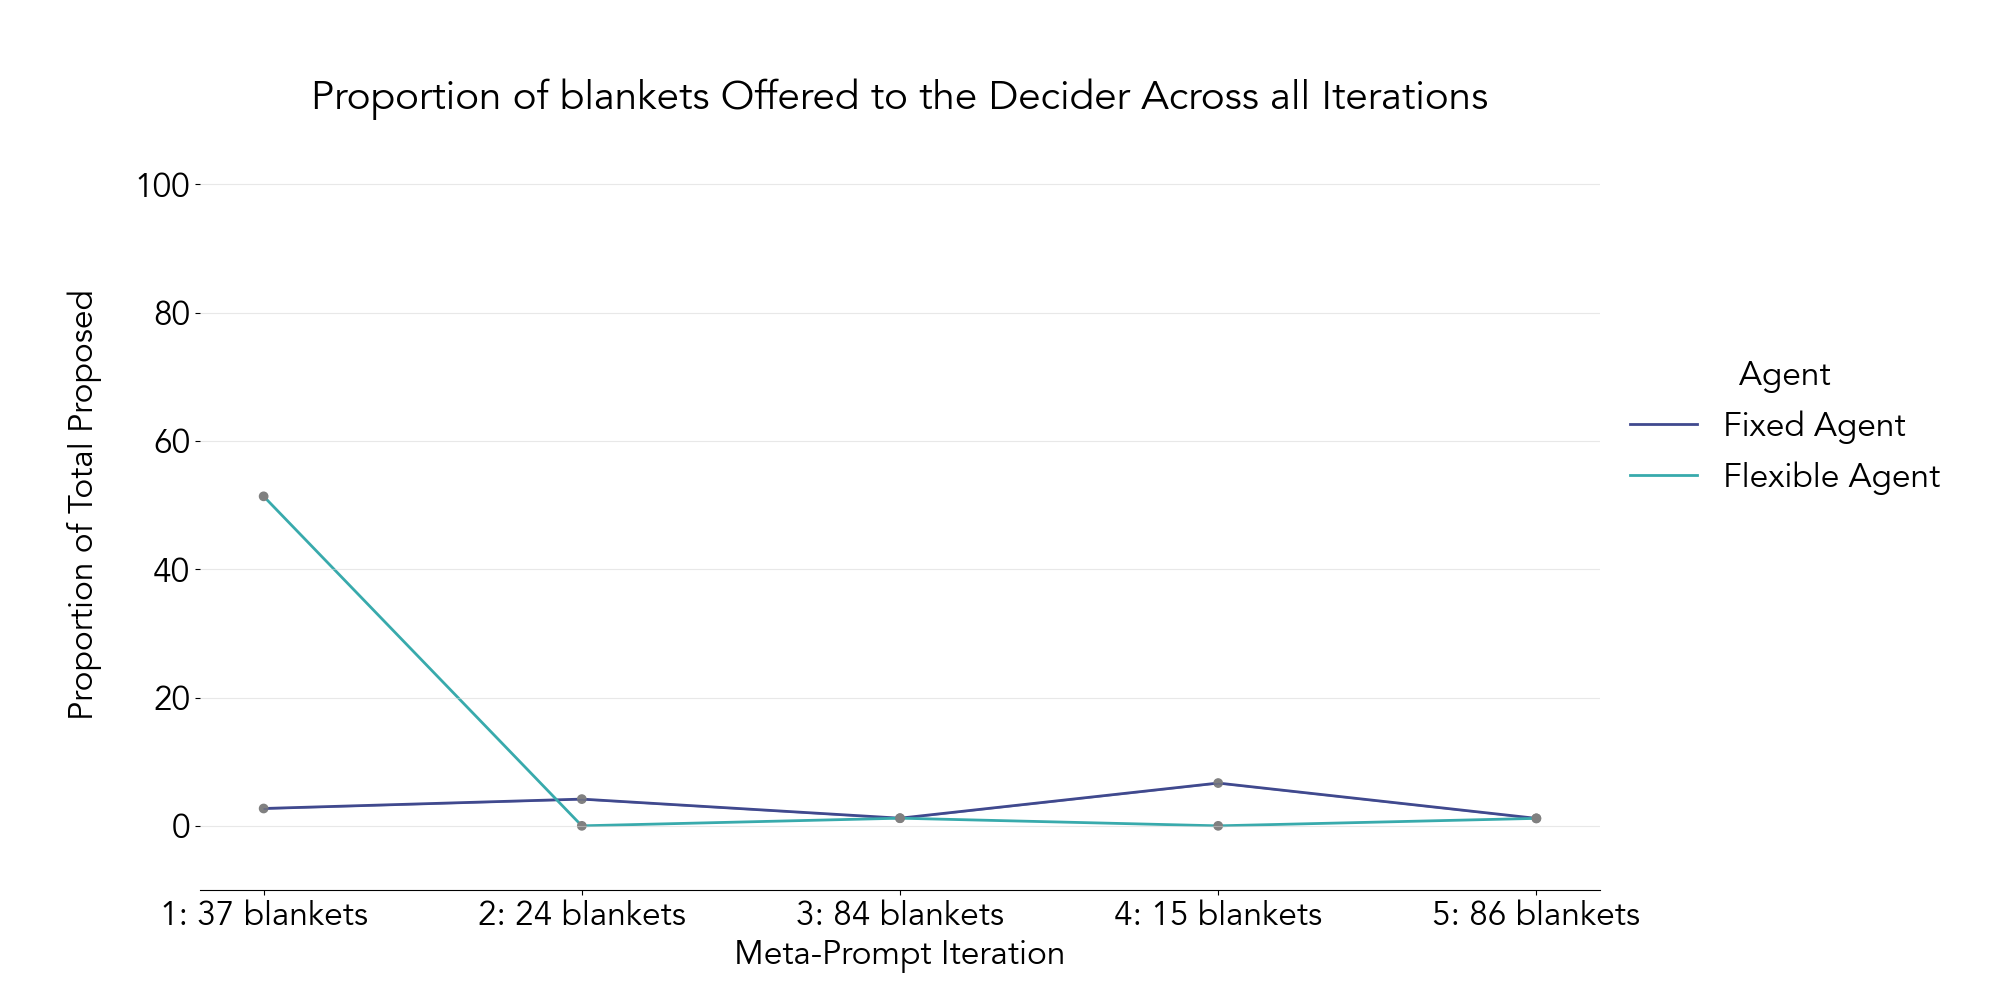 Proportion of blankets Offered to the Decider Across all Iterations
Proportion of Total Proposed
100
80
60
40
20
0
1: 37 blankets
2: 24 blankets
3: 84 blankets
4: 15 blankets
5: 86 blankets
Meta-Prompt Iteration
Agent
Fixed Agent
Flexible Agent